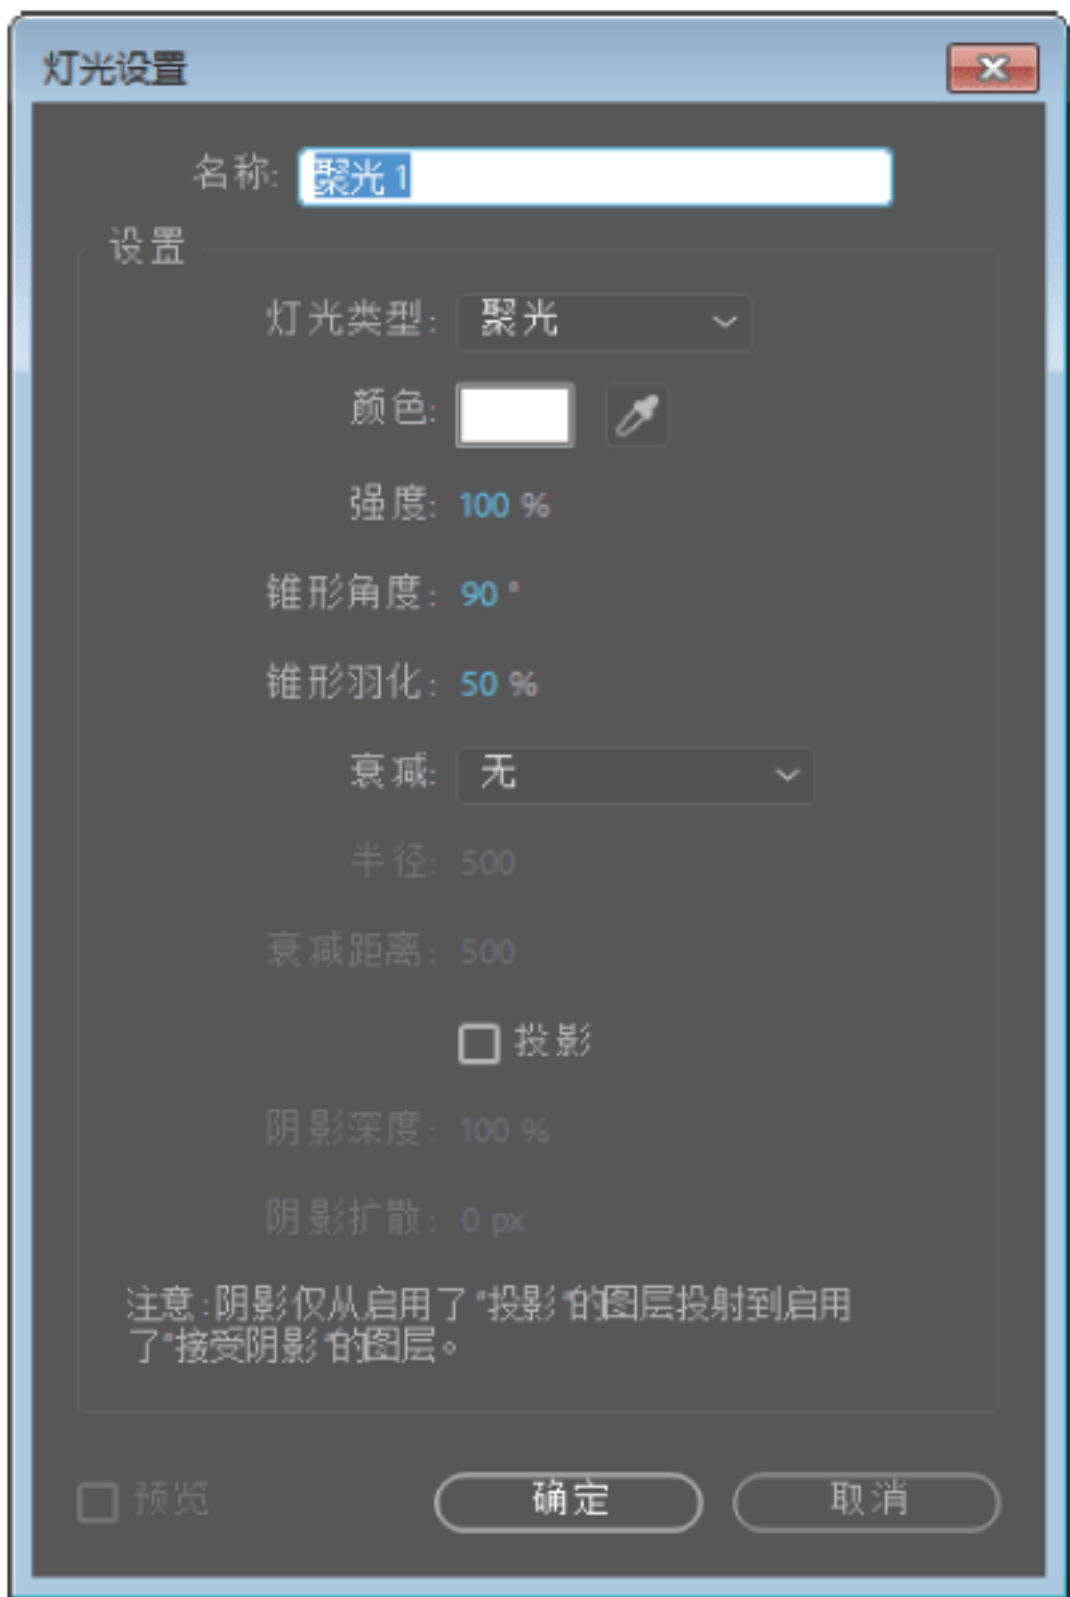 灯光设置
名称: 聚光 1
设置
灯光类型: 聚光
颜色:
强度: 100 %
锥形角度: 90 °
锥形羽化: 50 %
衰减: 无
半径: 500
衰减距离: 500
投影
阴影深度: 100 %
阴影扩散: 0 px
注意:阴影仅从启用了"投影"的图层投射到启用
了"接受阴影"的图层。
预览 确定 取消